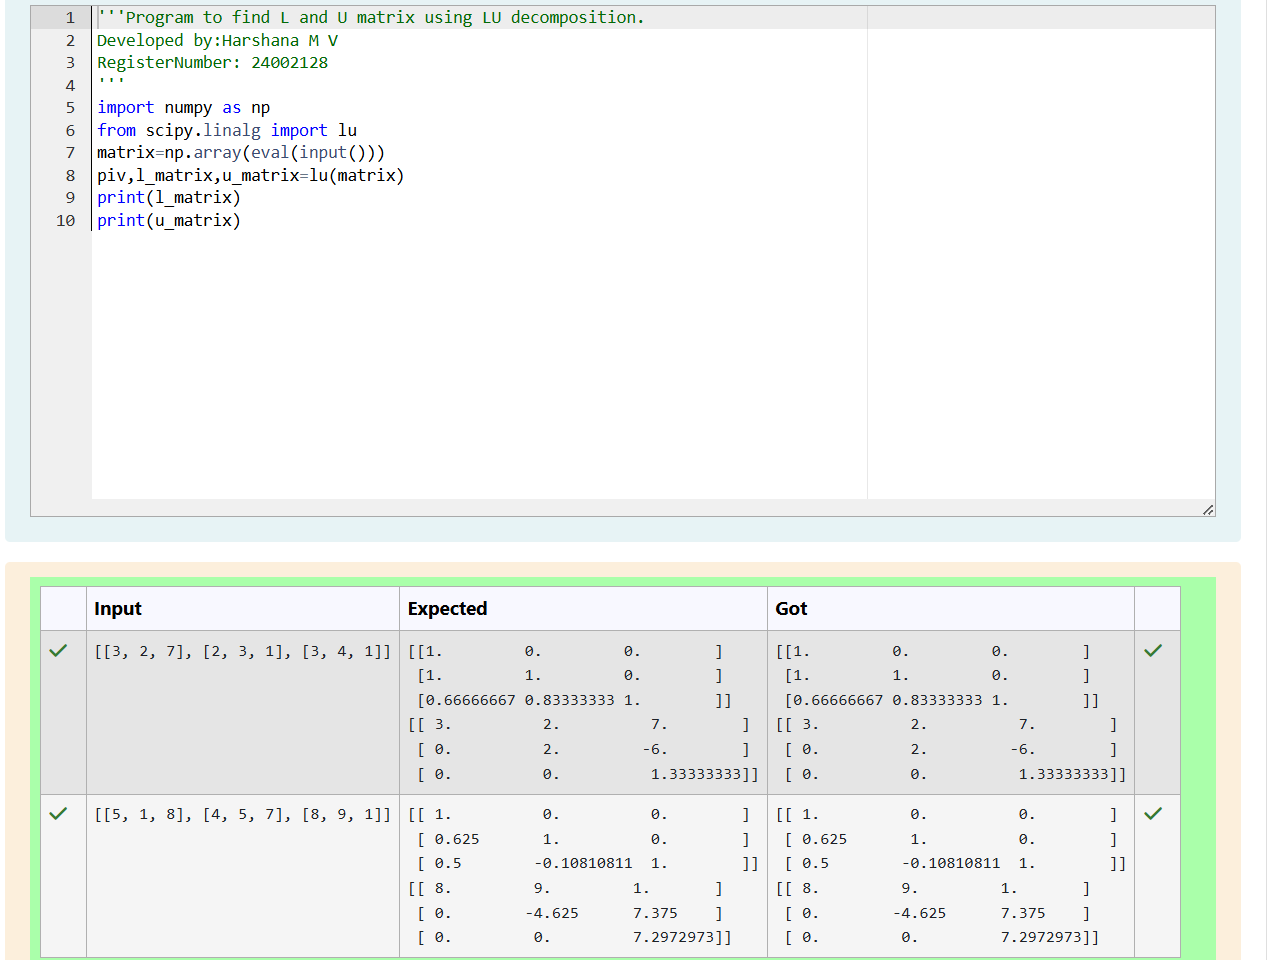 1 '''Program to find L and U matrix using LU decomposition.
2 Developed by:Harshana M V
3 RegisterNumber: 24002128
4 '''
5 import numpy as np
6 from scipy.linalg import lu
7 matrix=np.array(eval(input()))
8 piv,l_matrix,u_matrix=lu(matrix)
9 print(l_matrix)
10 print(u_matrix)
Input Expected Got
[[3, 2, 7], [2, 3, 1], [3, 4, 1]] [[1. 0. 0. ] [[1. 0. 0. ]
[1. 1. 0. ] [1. 1. 0. ]
[0.66666667 0.83333333 1. ]] [0.66666667 0.83333333 1. ]]
[[ 3. 2. 7. ] [[ 3. 2. 7. ]
[ 0. 2. -6. ] [ 0. 2. -6. ]
[ 0. 0. 1.33333333]] [ 0. 0. 1.33333333]]
[[5, 1, 8], [4, 5, 7], [8, 9, 1]] [[ 1. 0. 0. ] [[ 1. 0. 0. ]
[ 0.625 1. 0. ] [ 0.625 1. 0. ]
[ 0.5 -0.10810811 1. ]] [ 0.5 -0.10810811 1. ]]
[[ 8. 9. 1. ] [[ 8. 9. 1. ]
[ 0. -4.625 7.375 ] [ 0. -4.625 7.375 ]
[ 0. 0. 7.2972973]] [ 0. 0. 7.2972973]]